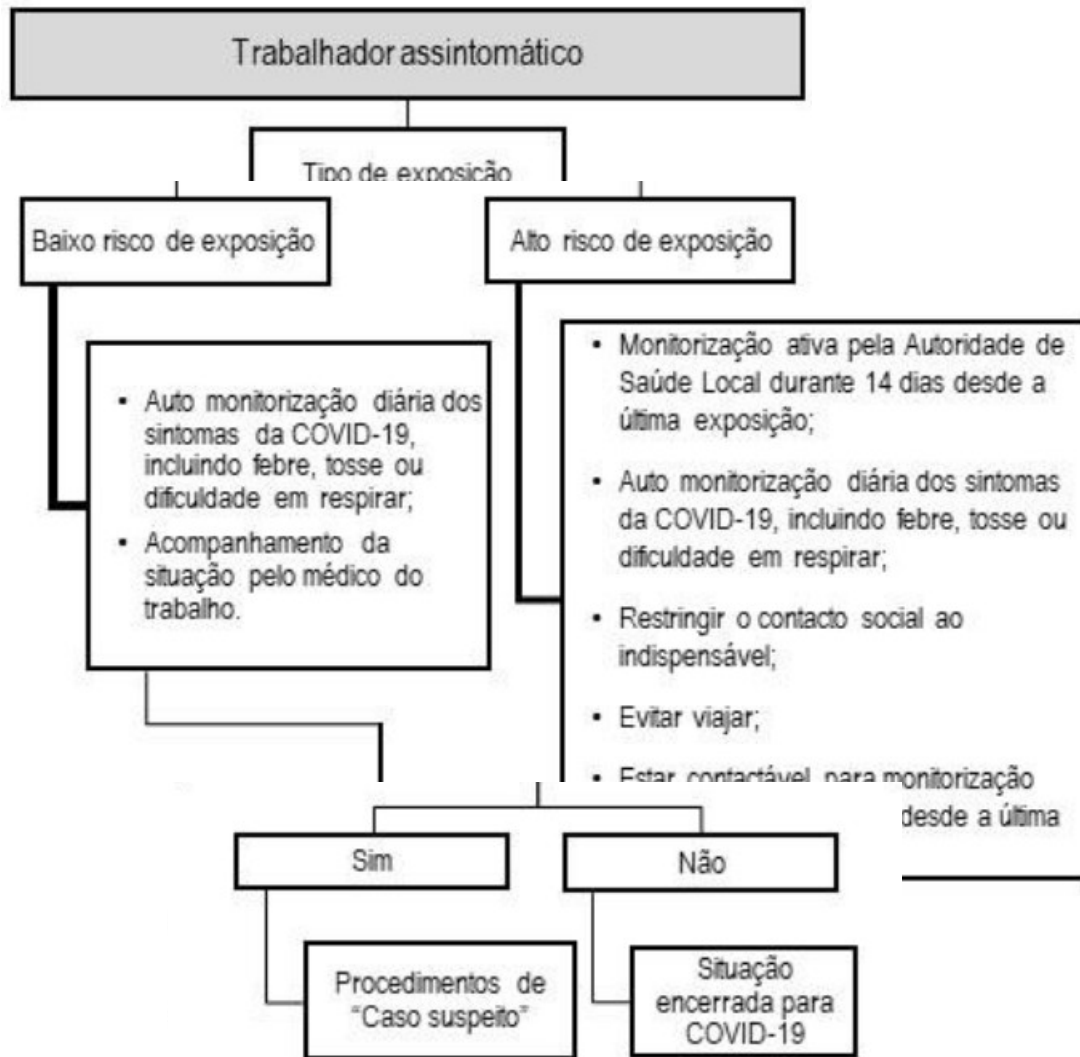 Trabalhador assintomático
Tipo de exposição
Baixo risco de exposição
Alto risco de exposição
• Auto monitorização diária dos
sintomas da COVID-19,
incluindo febre, tosse ou
dificuldade em respirar;
• Acompanhamento da
situação pelo médico do
trabalho.
• Monitorização ativa pela Autoridade de
Saúde Local durante 14 dias desde a
última exposição;
• Auto monitorização diária dos sintomas
da COVID-19, incluindo febre, tosse ou
dificuldade em respirar;
• Restringir o contacto social ao
indispensável;
• Evitar viajar;
• Estar contactável para monitorização
desde a última
Sim
Não
Procedimentos de
“Caso suspeito”
Situação
encerrada para
COVID-19